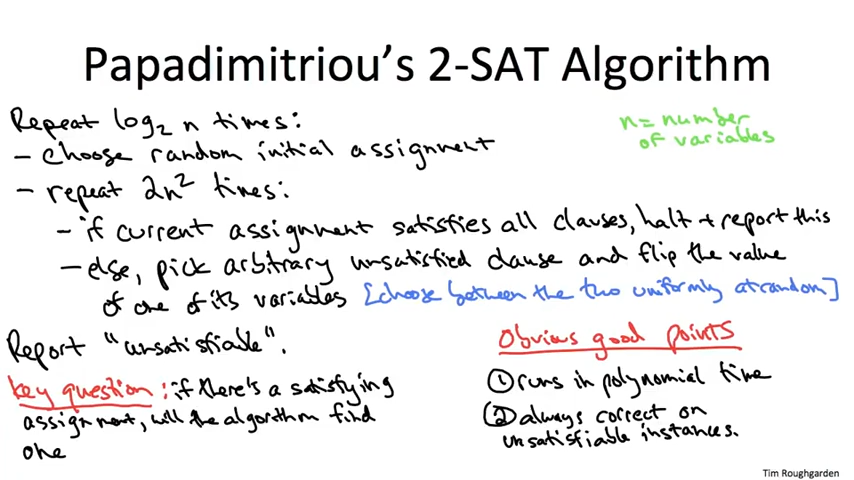 Papadimitriou's 2-SAT Algorithm
Repeat log₂ n times:
n = number
of variables
- choose random initial assignment
- repeat 2n² times:
- if current assignment satisfies all clauses, halt + report this
- else, pick arbitrary unsatisfied clause and flip the value
of one of its variables [choose between the two uniformly at random]
Report "unsatisfiable".
key question: if there's a satisfying
assignment, will the algorithm find
one
Obvious good points
① runs in polynomial time
② always correct on
unsatisfiable instances.
Tim Roughgarden